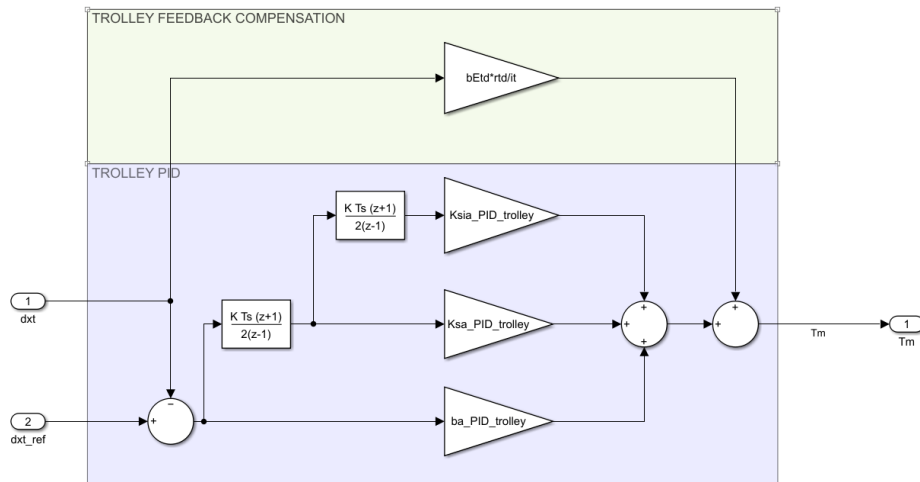 TROLLEY FEEDBACK COMPENSATION
bEtd*rtd/it
TROLLEY PID
K Ts (z+1)
2(z-1)
Ksia_PID_trolley
1
dxt
K Ts (z+1)
2(z-1)
Ksa_PID_trolley
+
+
+
+
+
Tm
1
Tm
2
dxt_ref
+
−
ba_PID_trolley